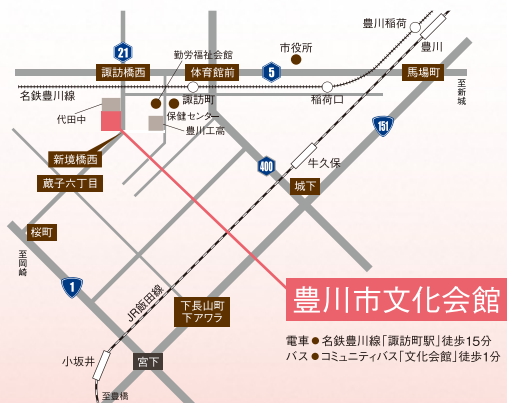 豊川稲荷
豊川
21
勤労福祉会館
市役所
諏訪橋西
体育館前
5
馬場町
名鉄豊川線
諏訪町
稲荷口
至新城
代田中
保健センター
豊川工高
151
新境橋西
400
牛久保
蔵子六丁目
城下
桜町
至岡崎
1
JR飯田線
下長山町
下アワラ
豊川市文化会館
電車●名鉄豊川線「諏訪町駅」徒歩15分
バス●コミュニティバス「文化会館」徒歩1分
小坂井
宮下
至豊橋